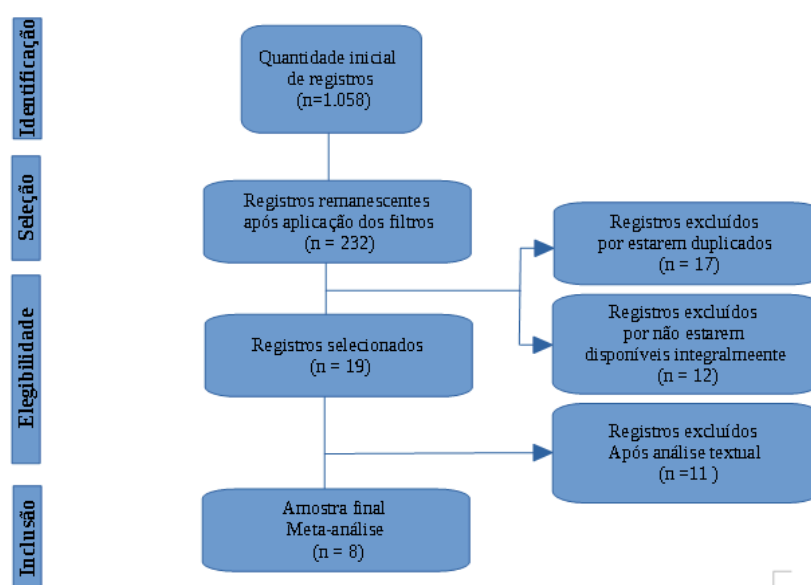 Identificação
Quantidade inicial
de registros
(n=1.058)
Seleção
Registros remanescentes
após aplicação dos filtros
(n = 232)
Registros excluídos
por estarem duplicados
(n = 17)
Elegibilidade
Registros excluídos
por não estarem
disponíveis integralmeente
(n = 12)
Registros selecionados
(n = 19)
Registros excluídos
Após análise textual
(n =11 )
Inclusão
Amostra final
Meta-análise
(n = 8)